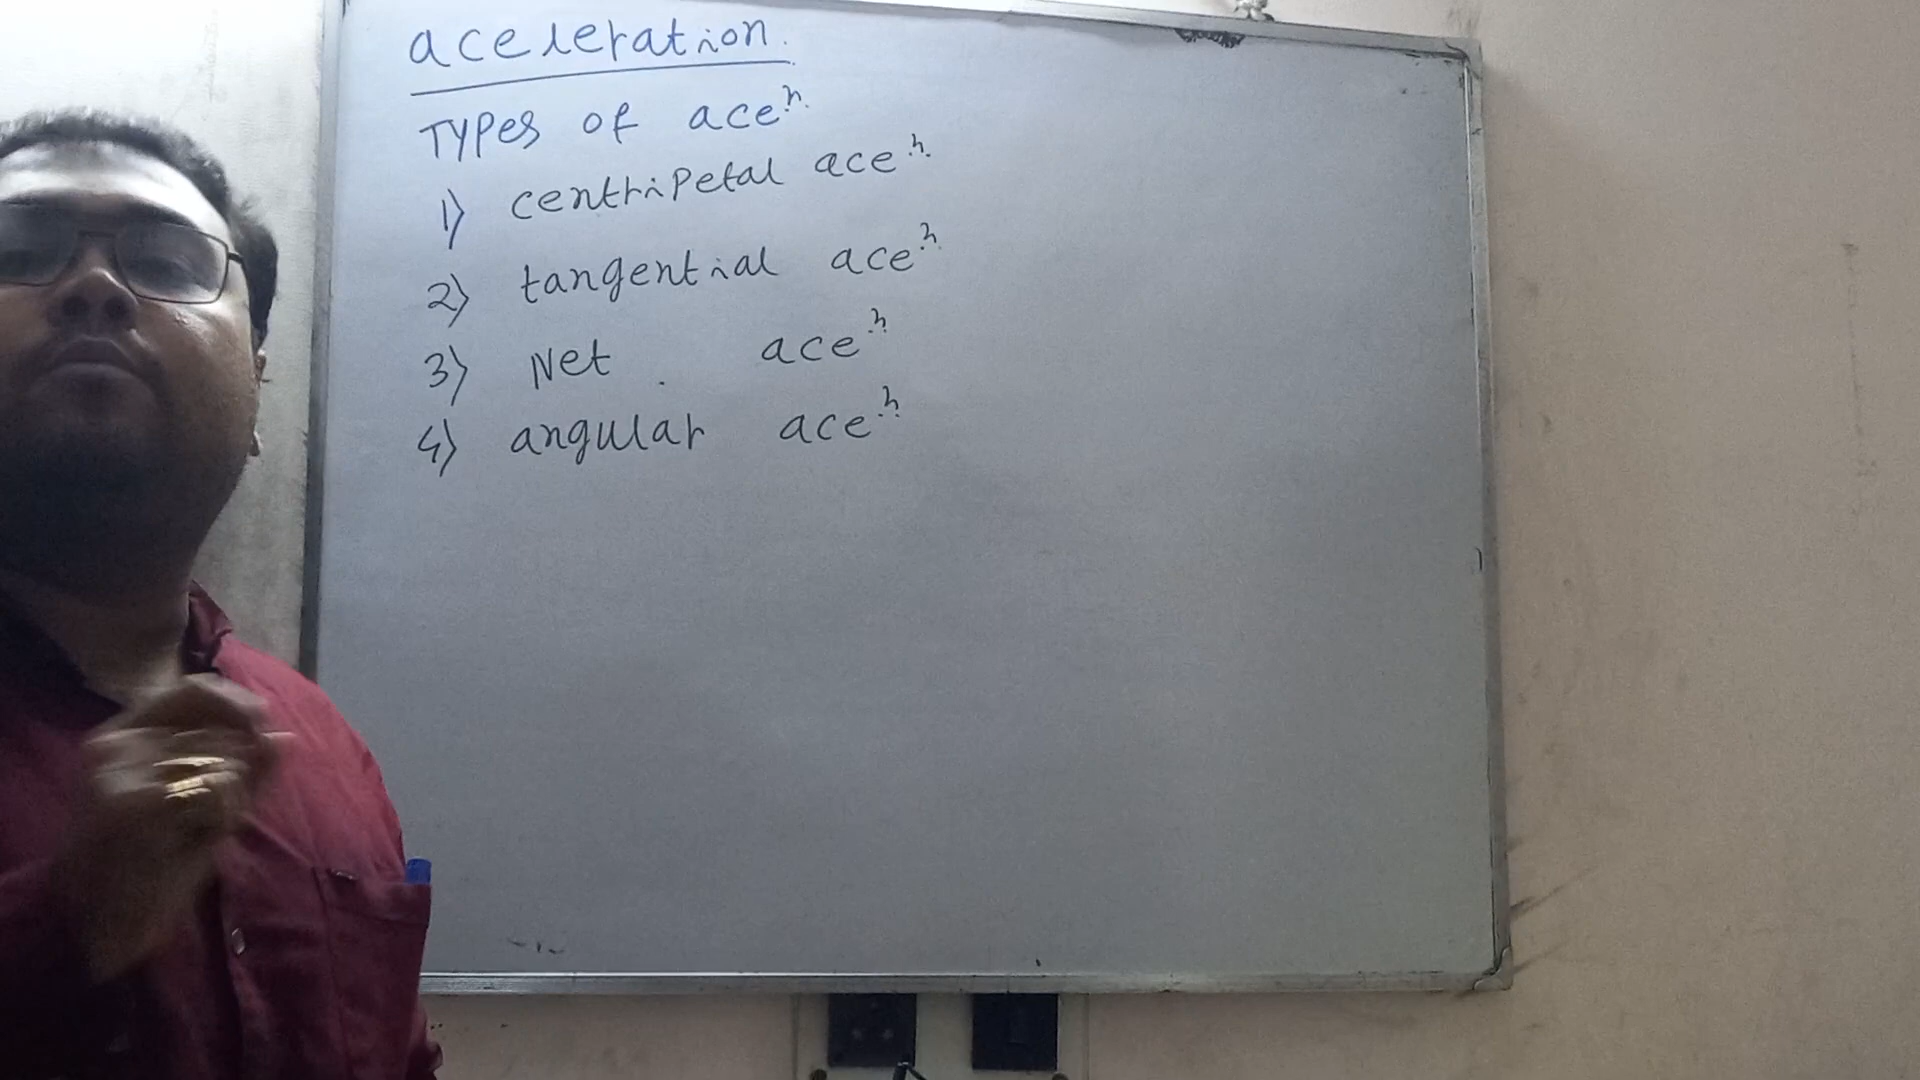 aceleration.
Types of aceⁿ.
1) centripetal aceⁿ.
2) tangential aceⁿ.
3) Net aceⁿ.
4) angular aceⁿ.